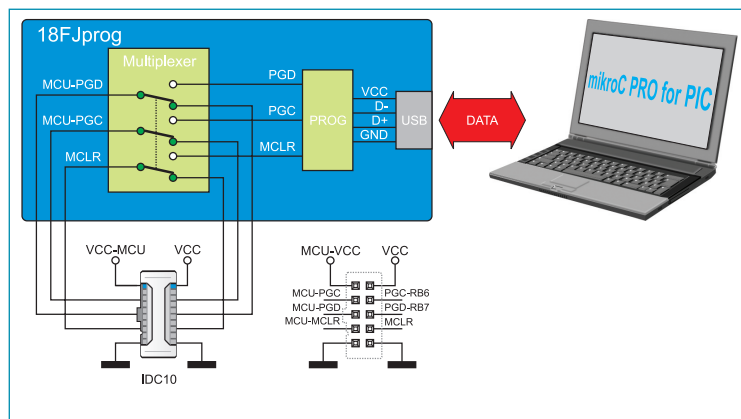 18FJprog
Multiplexer
MCU-PGD
PGD
MCU-PGC
PGC
MCLR
MCLR
PROG
VCC
D-
D+
GND
USB
DATA
mikroC PRO for PIC
VCC-MCU
VCC
IDC10
MCU-VCC
VCC
MCU-PGC
PGC-RB6
MCU-PGD
PGD-RB7
MCU-MCLR
MCLR